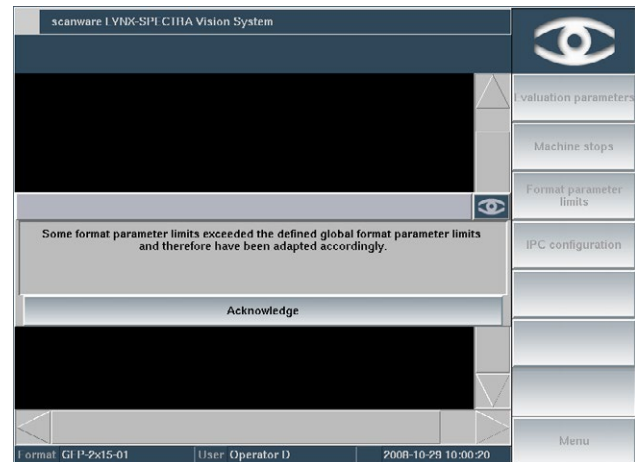 scanware LYNX-SPECTRA Vision System
Evaluation parameters
Machine stops
Format parameter
limits
Some format parameter limits exceeded the defined global format parameter limits
and therefore have been adapted accordingly.
IPC configuration
Acknowledge
Menu
Format GFP-2x15-01 User Operator D 2008-10-29 10:00:20